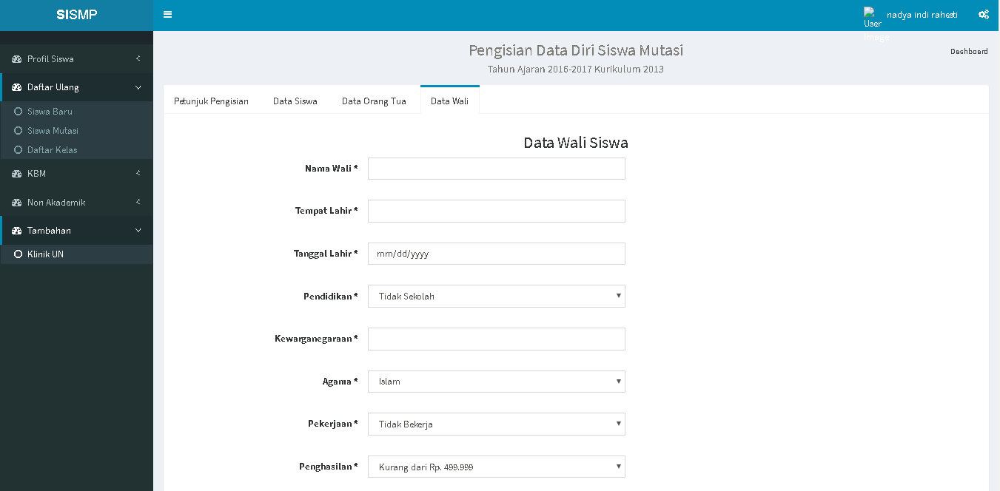 SISMP
User Image
nadya indi rahesti
Pengisian Data Diri Siswa Mutasi
Tahun Ajaran 2016-2017 Kurikulum 2013
Dashboard
Profil Siswa
Daftar Ulang
Siswa Baru
Siswa Mutasi
Daftar Kelas
KBM
Non Akademik
Tambahan
Klinik UN
Petunjuk Pengisian
Data Siswa
Data Orang Tua
Data Wali
Data Wali Siswa
Nama Wali *
Tempat Lahir *
Tanggal Lahir * mm/dd/yyyy
Pendidikan * Tidak Sekolah
Kewarganegaraan *
Agama * Islam
Pekerjaan * Tidak Bekerja
Penghasilan * Kurang dari Rp. 499.999